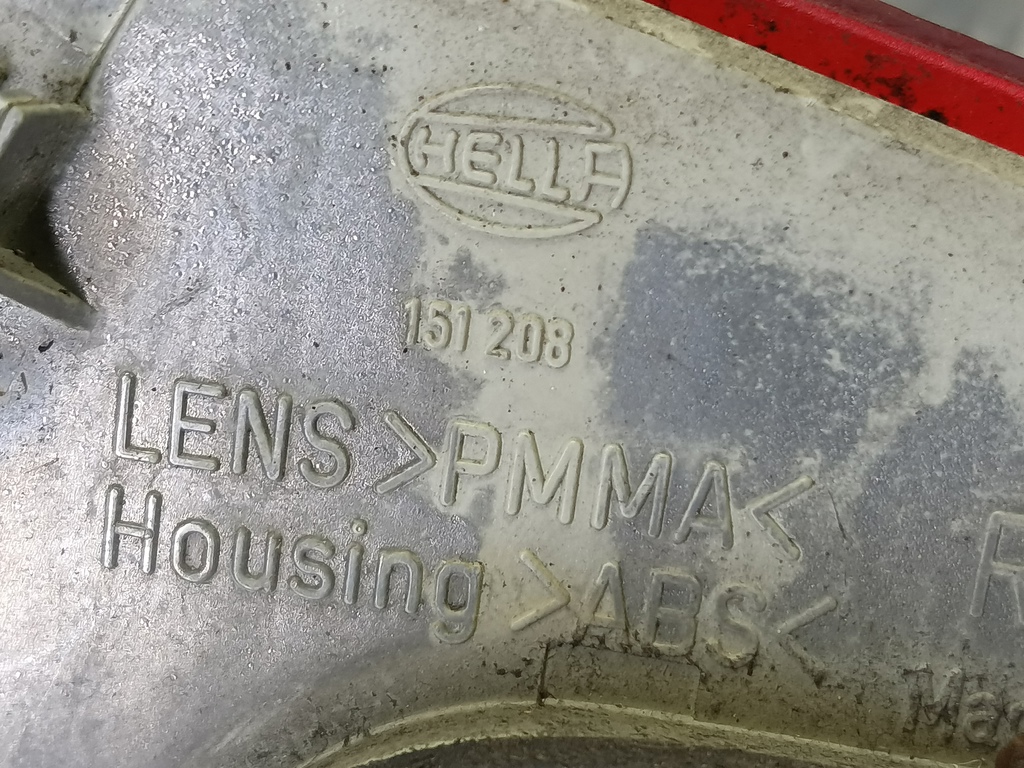 HELLA
151 208
LENS >PMMA<
Housing >ABS<